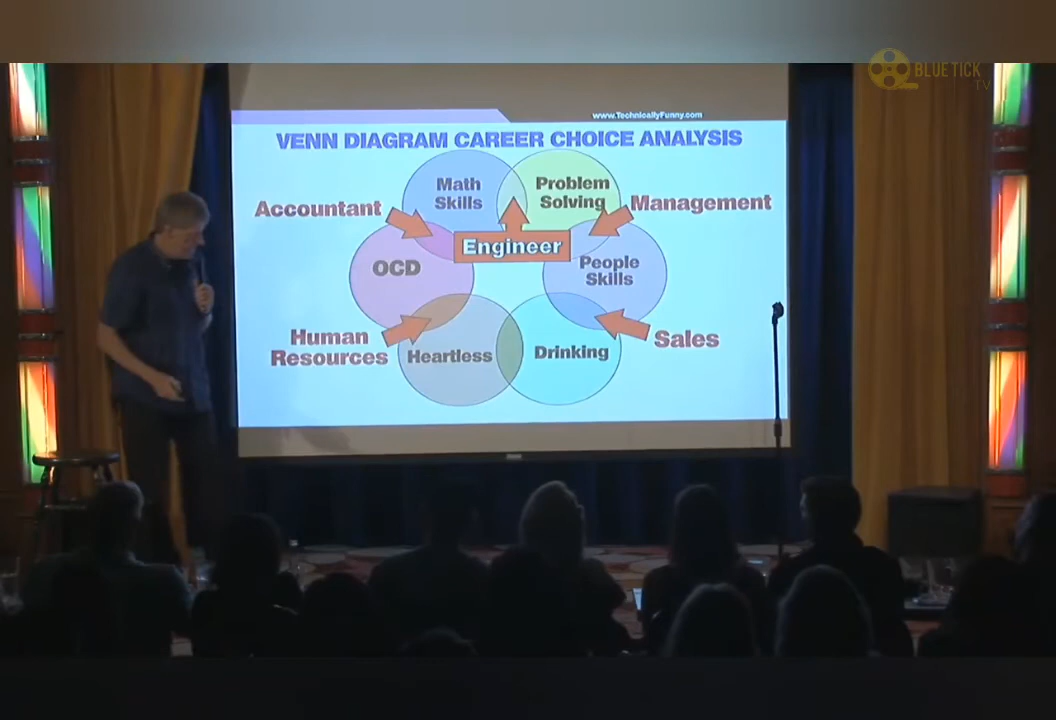 BLUE TICK
TV
www.TechnicallyFunny.com
VENN DIAGRAM CAREER CHOICE ANALYSIS
Math
Skills
Problem
Solving
Accountant
Management
Engineer
OCD
People
Skills
Human
Resources
Heartless
Drinking
Sales